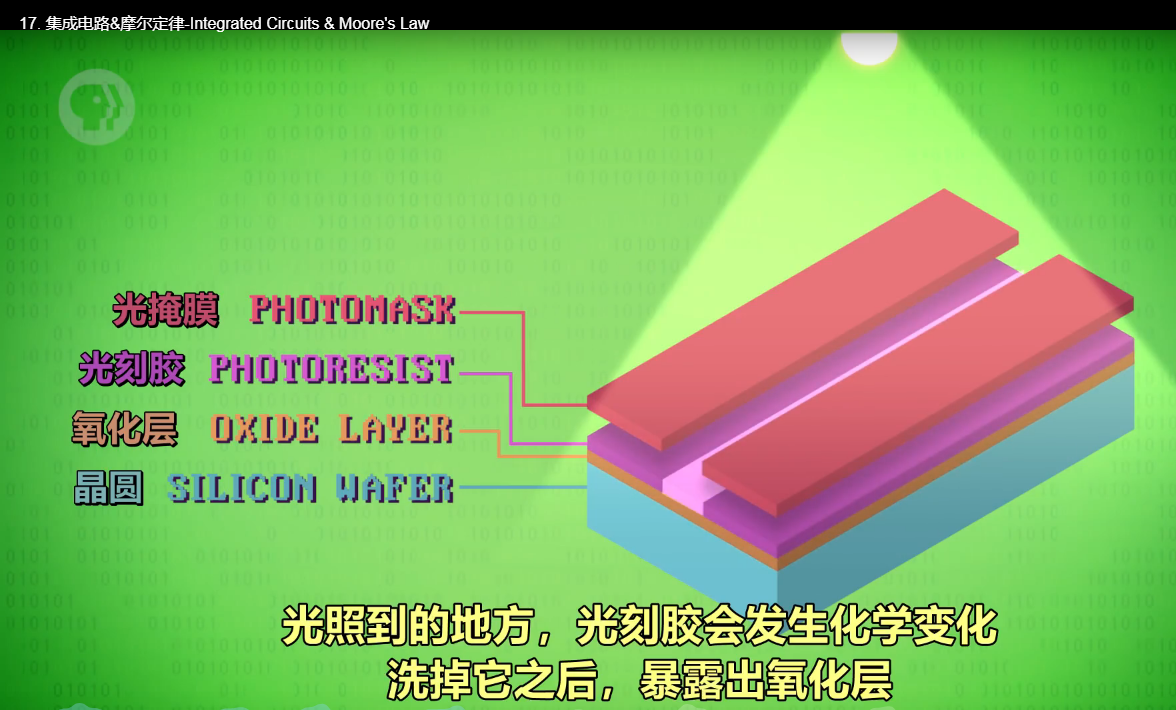 17. 集成电路&摩尔定律-Integrated Circuits & Moore's Law
光掩膜 PHOTOMASK
光刻胶 PHOTORESIST
氧化层 OXIDE LAYER
晶圆 SILICON WAFER
光照到的地方，光刻胶会发生化学变化
洗掉它之后，暴露出氧化层